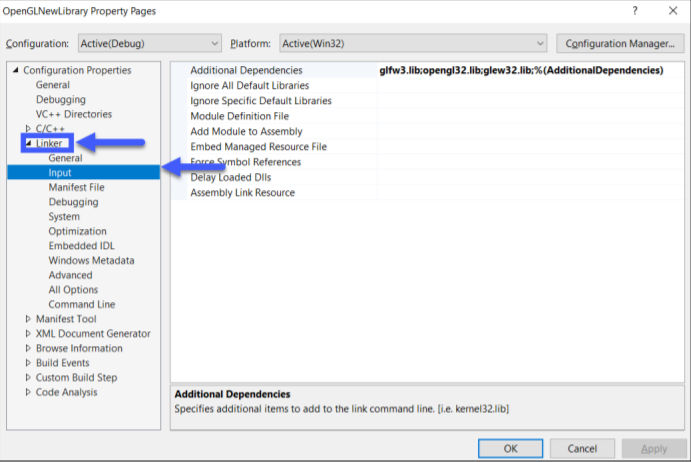 OpenGLNewLibrary Property Pages ? ×
Configuration: Active(Debug) Platform: Active(Win32) Configuration Manager...
Configuration Properties
General
Debugging
VC++ Directories
C/C++
Linker
General
Input
Manifest File
Debugging
System
Optimization
Embedded IDL
Windows Metadata
Advanced
All Options
Command Line
Manifest Tool
XML Document Generator
Browse Information
Build Events
Custom Build Step
Code Analysis
Additional Dependencies glfw3.lib;opengl32.lib;glew32.lib;%(AdditionalDependencies)
Ignore All Default Libraries
Ignore Specific Default Libraries
Module Definition File
Add Module to Assembly
Embed Managed Resource File
Force Symbol References
Delay Loaded Dlls
Assembly Link Resource
Additional Dependencies
Specifies additional items to add to the link command line. [i.e. kernel32.lib]
OK Cancel Apply